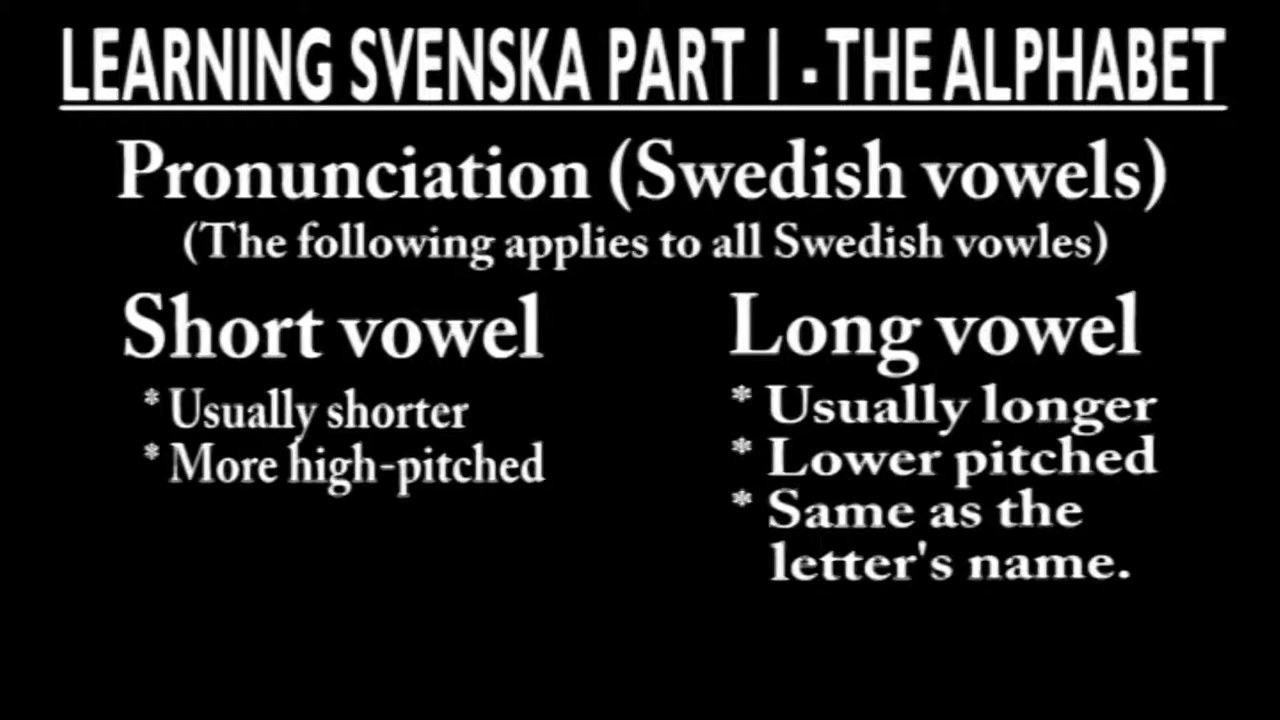 LEARNING SVENSKA PART I - THE ALPHABET
Pronunciation (Swedish vowels)
(The following applies to all Swedish vowles)
Short vowel
* Usually shorter
* More high-pitched
Long vowel
* Usually longer
* Lower pitched
* Same as the
letter's name.